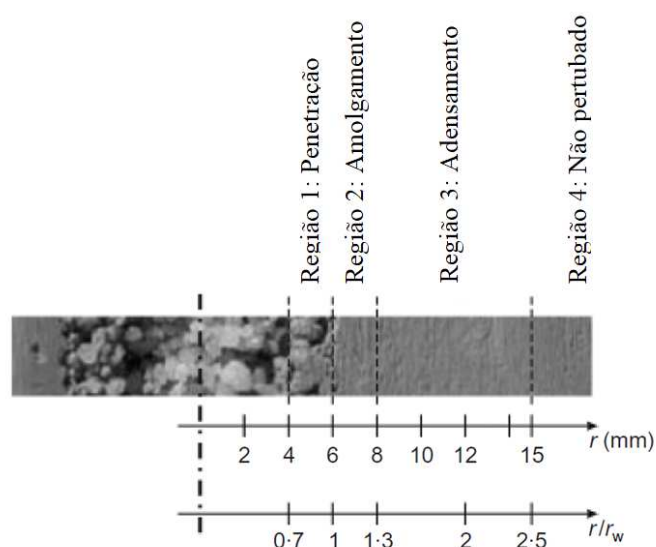 Região 1: Penetração
Região 2: Amolgamento
Região 3: Adensamento
Região 4: Não pertubado
2 4 6 8 10 12 15 r (mm)
0·7 1 1·3 2 2·5 r/rw